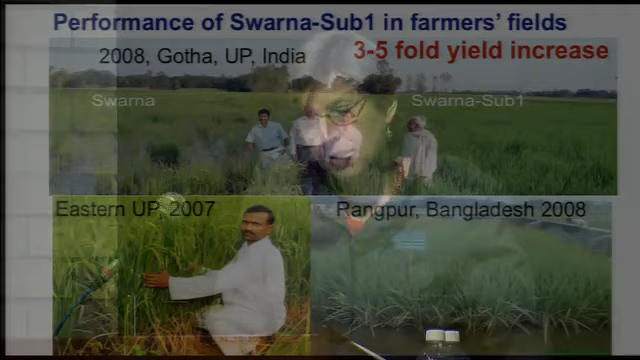 Performance of Swarna-Sub1 in farmers' fields
2008, Gotha, UP, India
3-5 fold yield increase
Swarna
Swarna-Sub1
Eastern UP, 2007
Rangpur, Bangladesh 2008